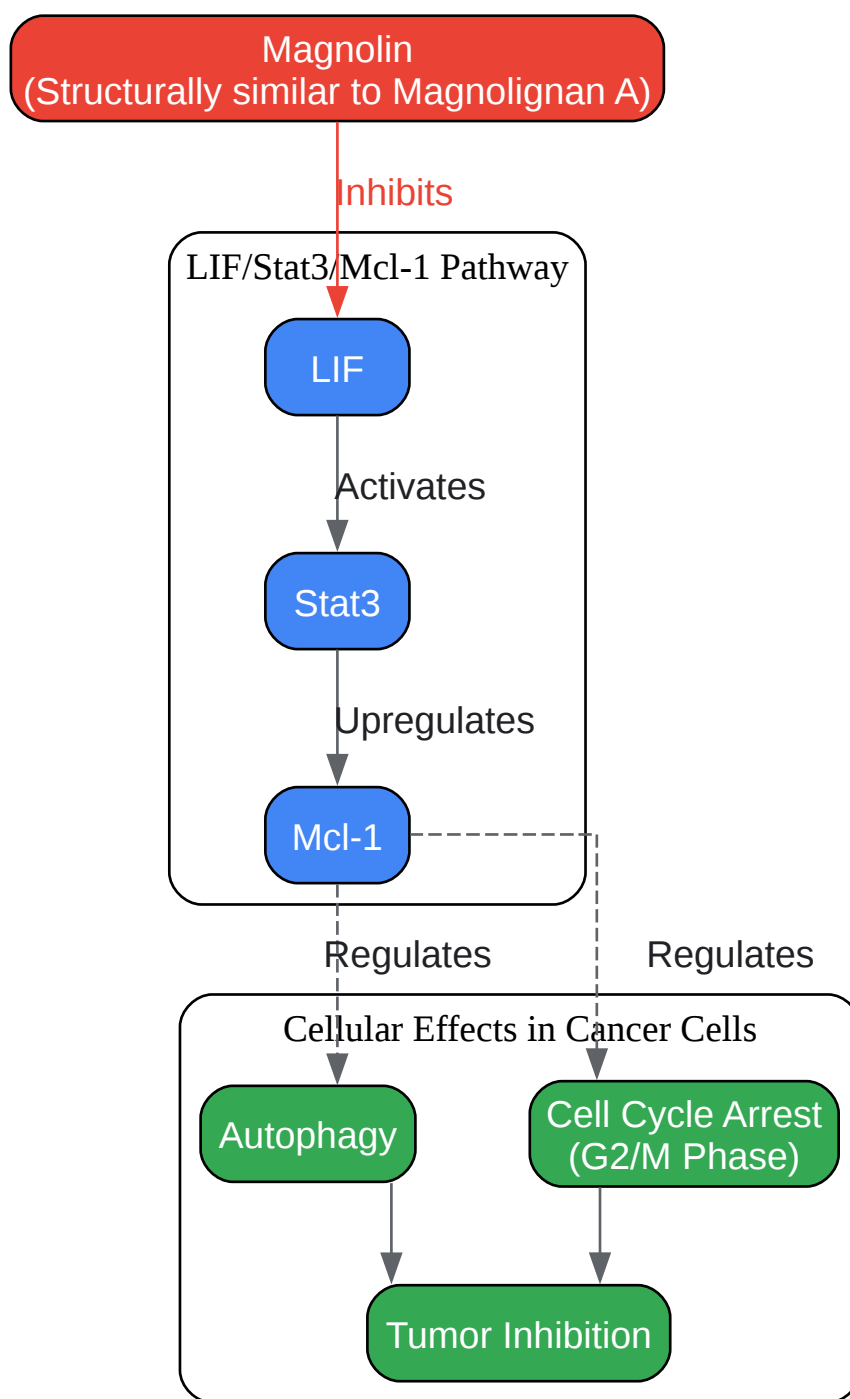 Magnolin
(Structurally similar to Magnolignan A)
Inhibits
LIF/Stat3/Mcl-1 Pathway
LIF
Activates
Stat3
Upregulates
Mcl-1
Regulates
Regulates
Cellular Effects in Cancer Cells
Autophagy
Cell Cycle Arrest
(G2/M Phase)
Tumor Inhibition